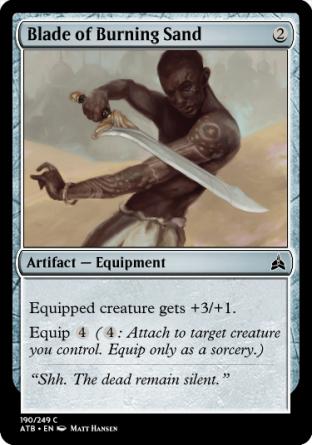 Blade of Burning Sand 2
Artifact — Equipment
Equipped creature gets +3/+1.
Equip 4 ( 4 : Attach to target creature
you control. Equip only as a sorcery.)
“Shh. The dead remain silent.”
190/249 C
ATB • EN Matt Hansen